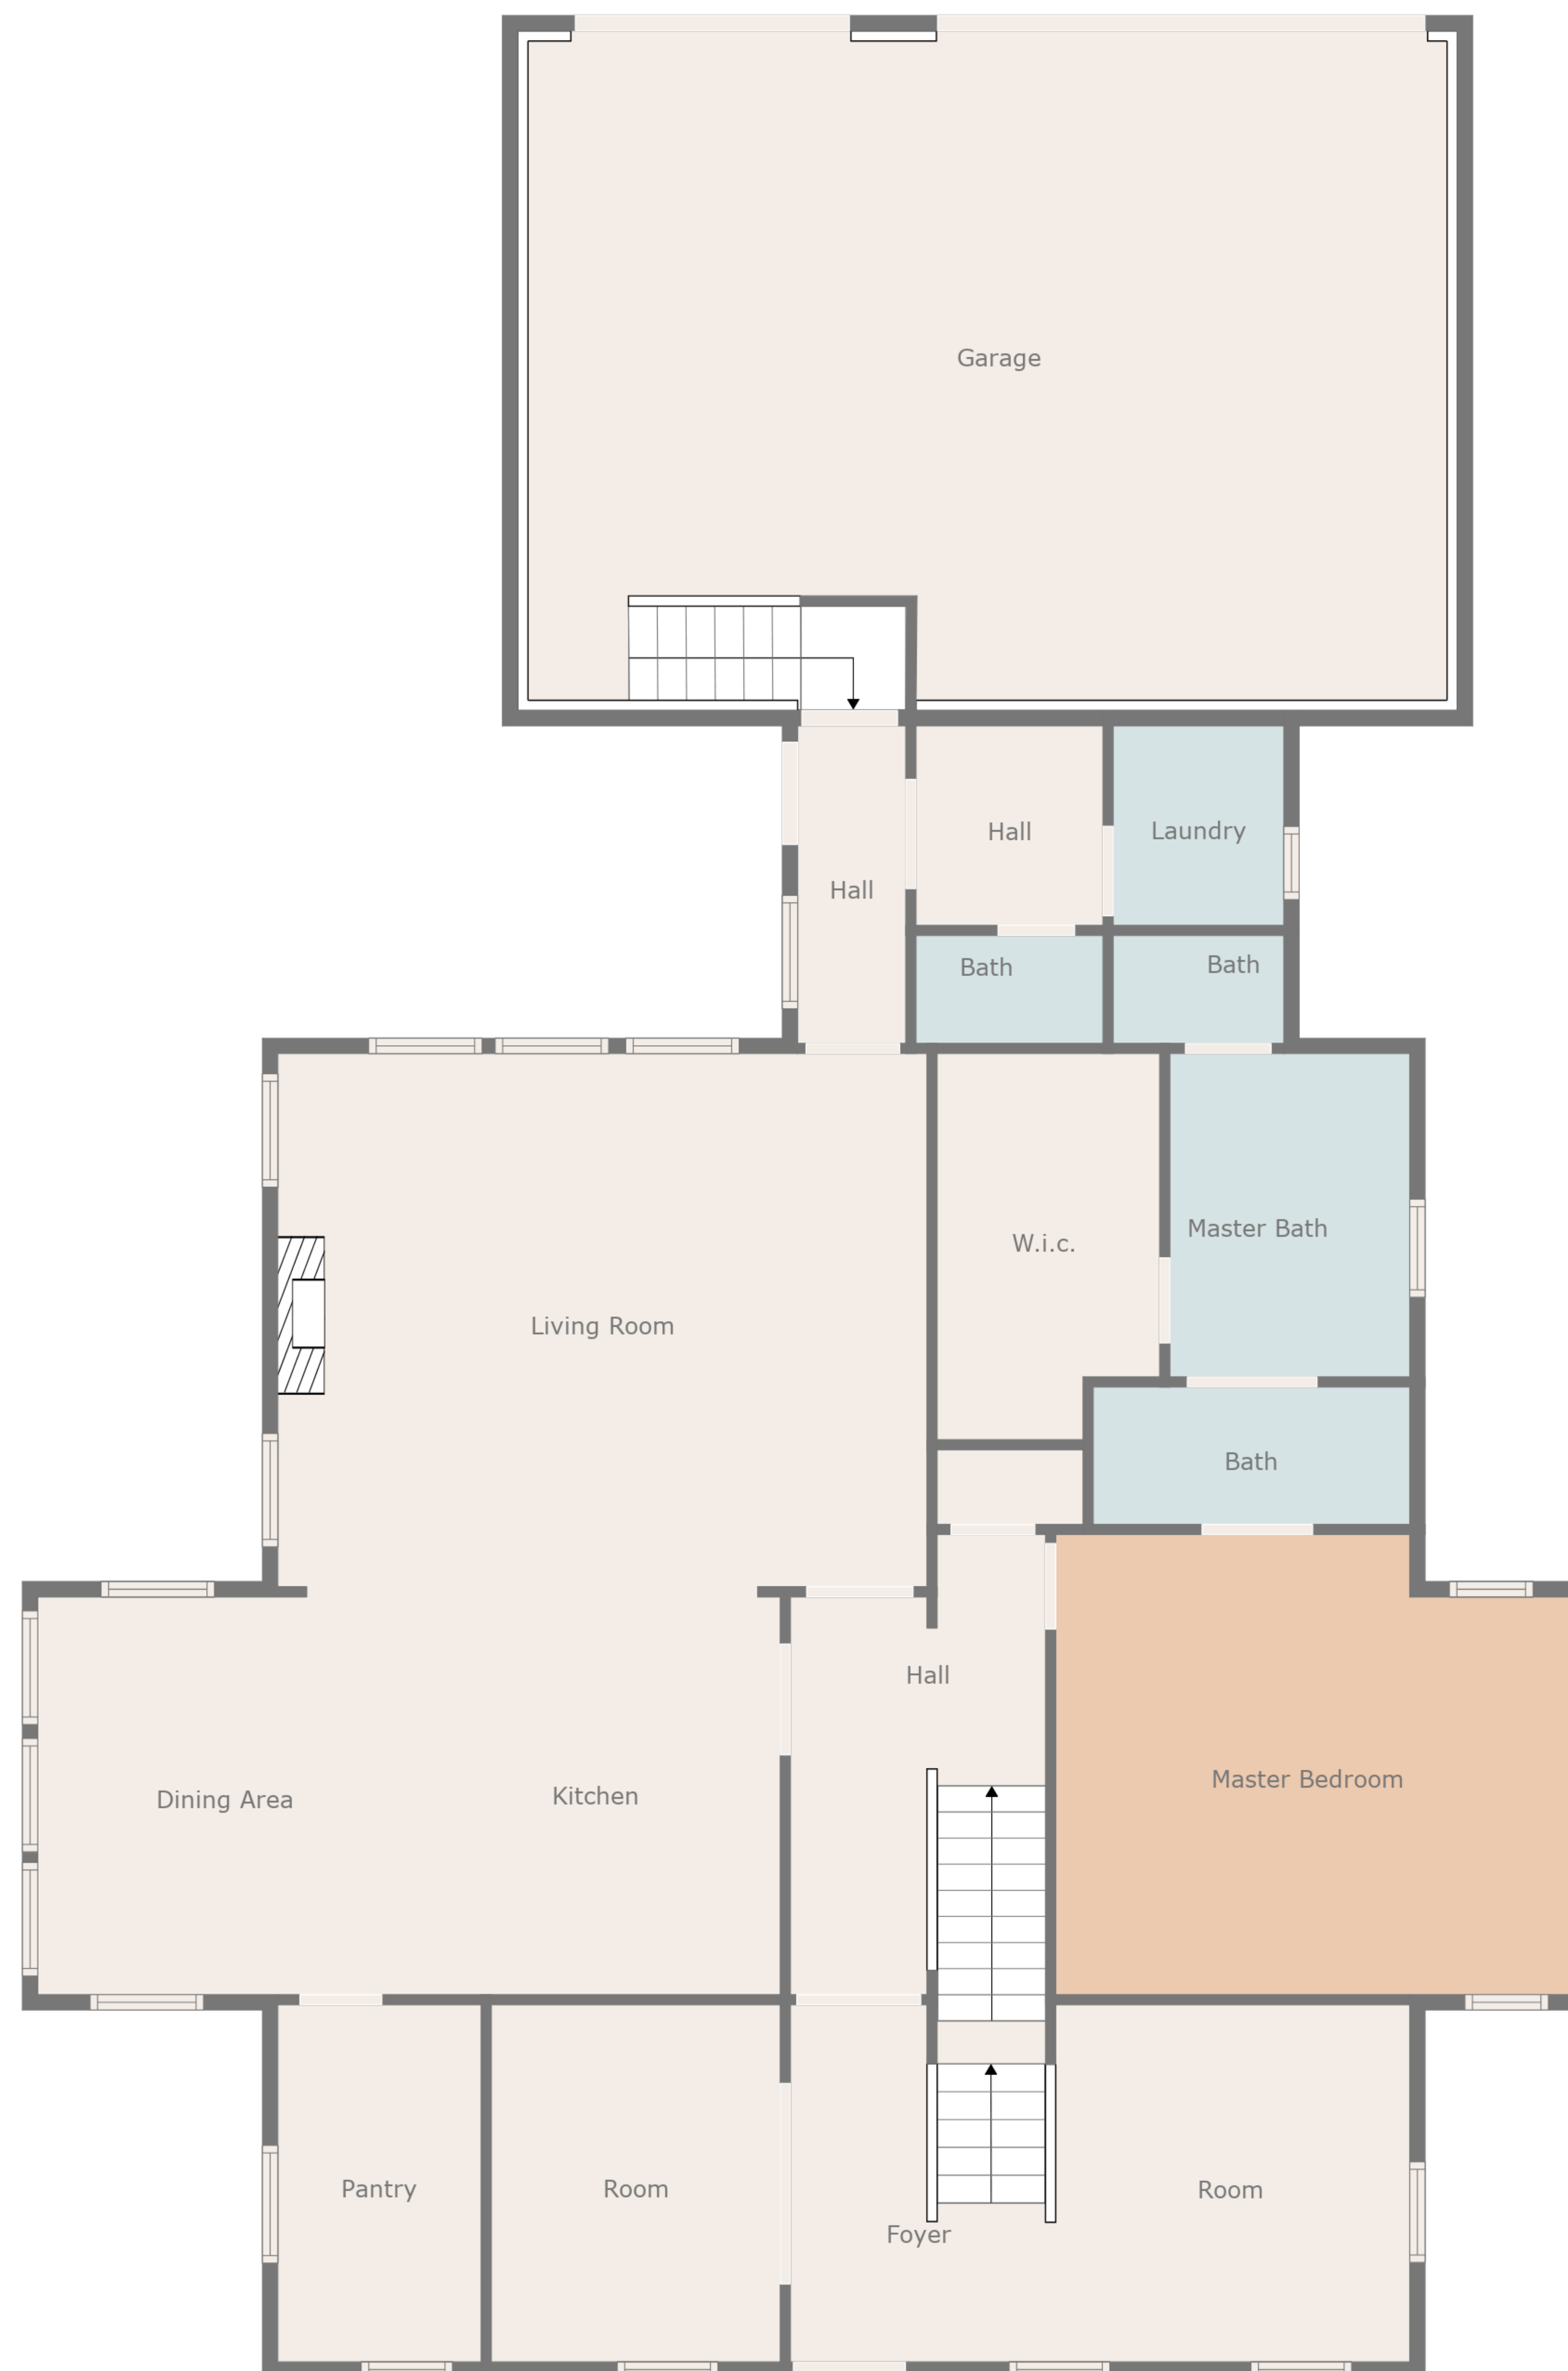 Garage
Hall
Laundry
Hall
Bath
Bath
Master Bath
W.i.c.
Living Room
Bath
Hall
Master Bedroom
Dining Area
Kitchen
Pantry
Room
Room
Foyer